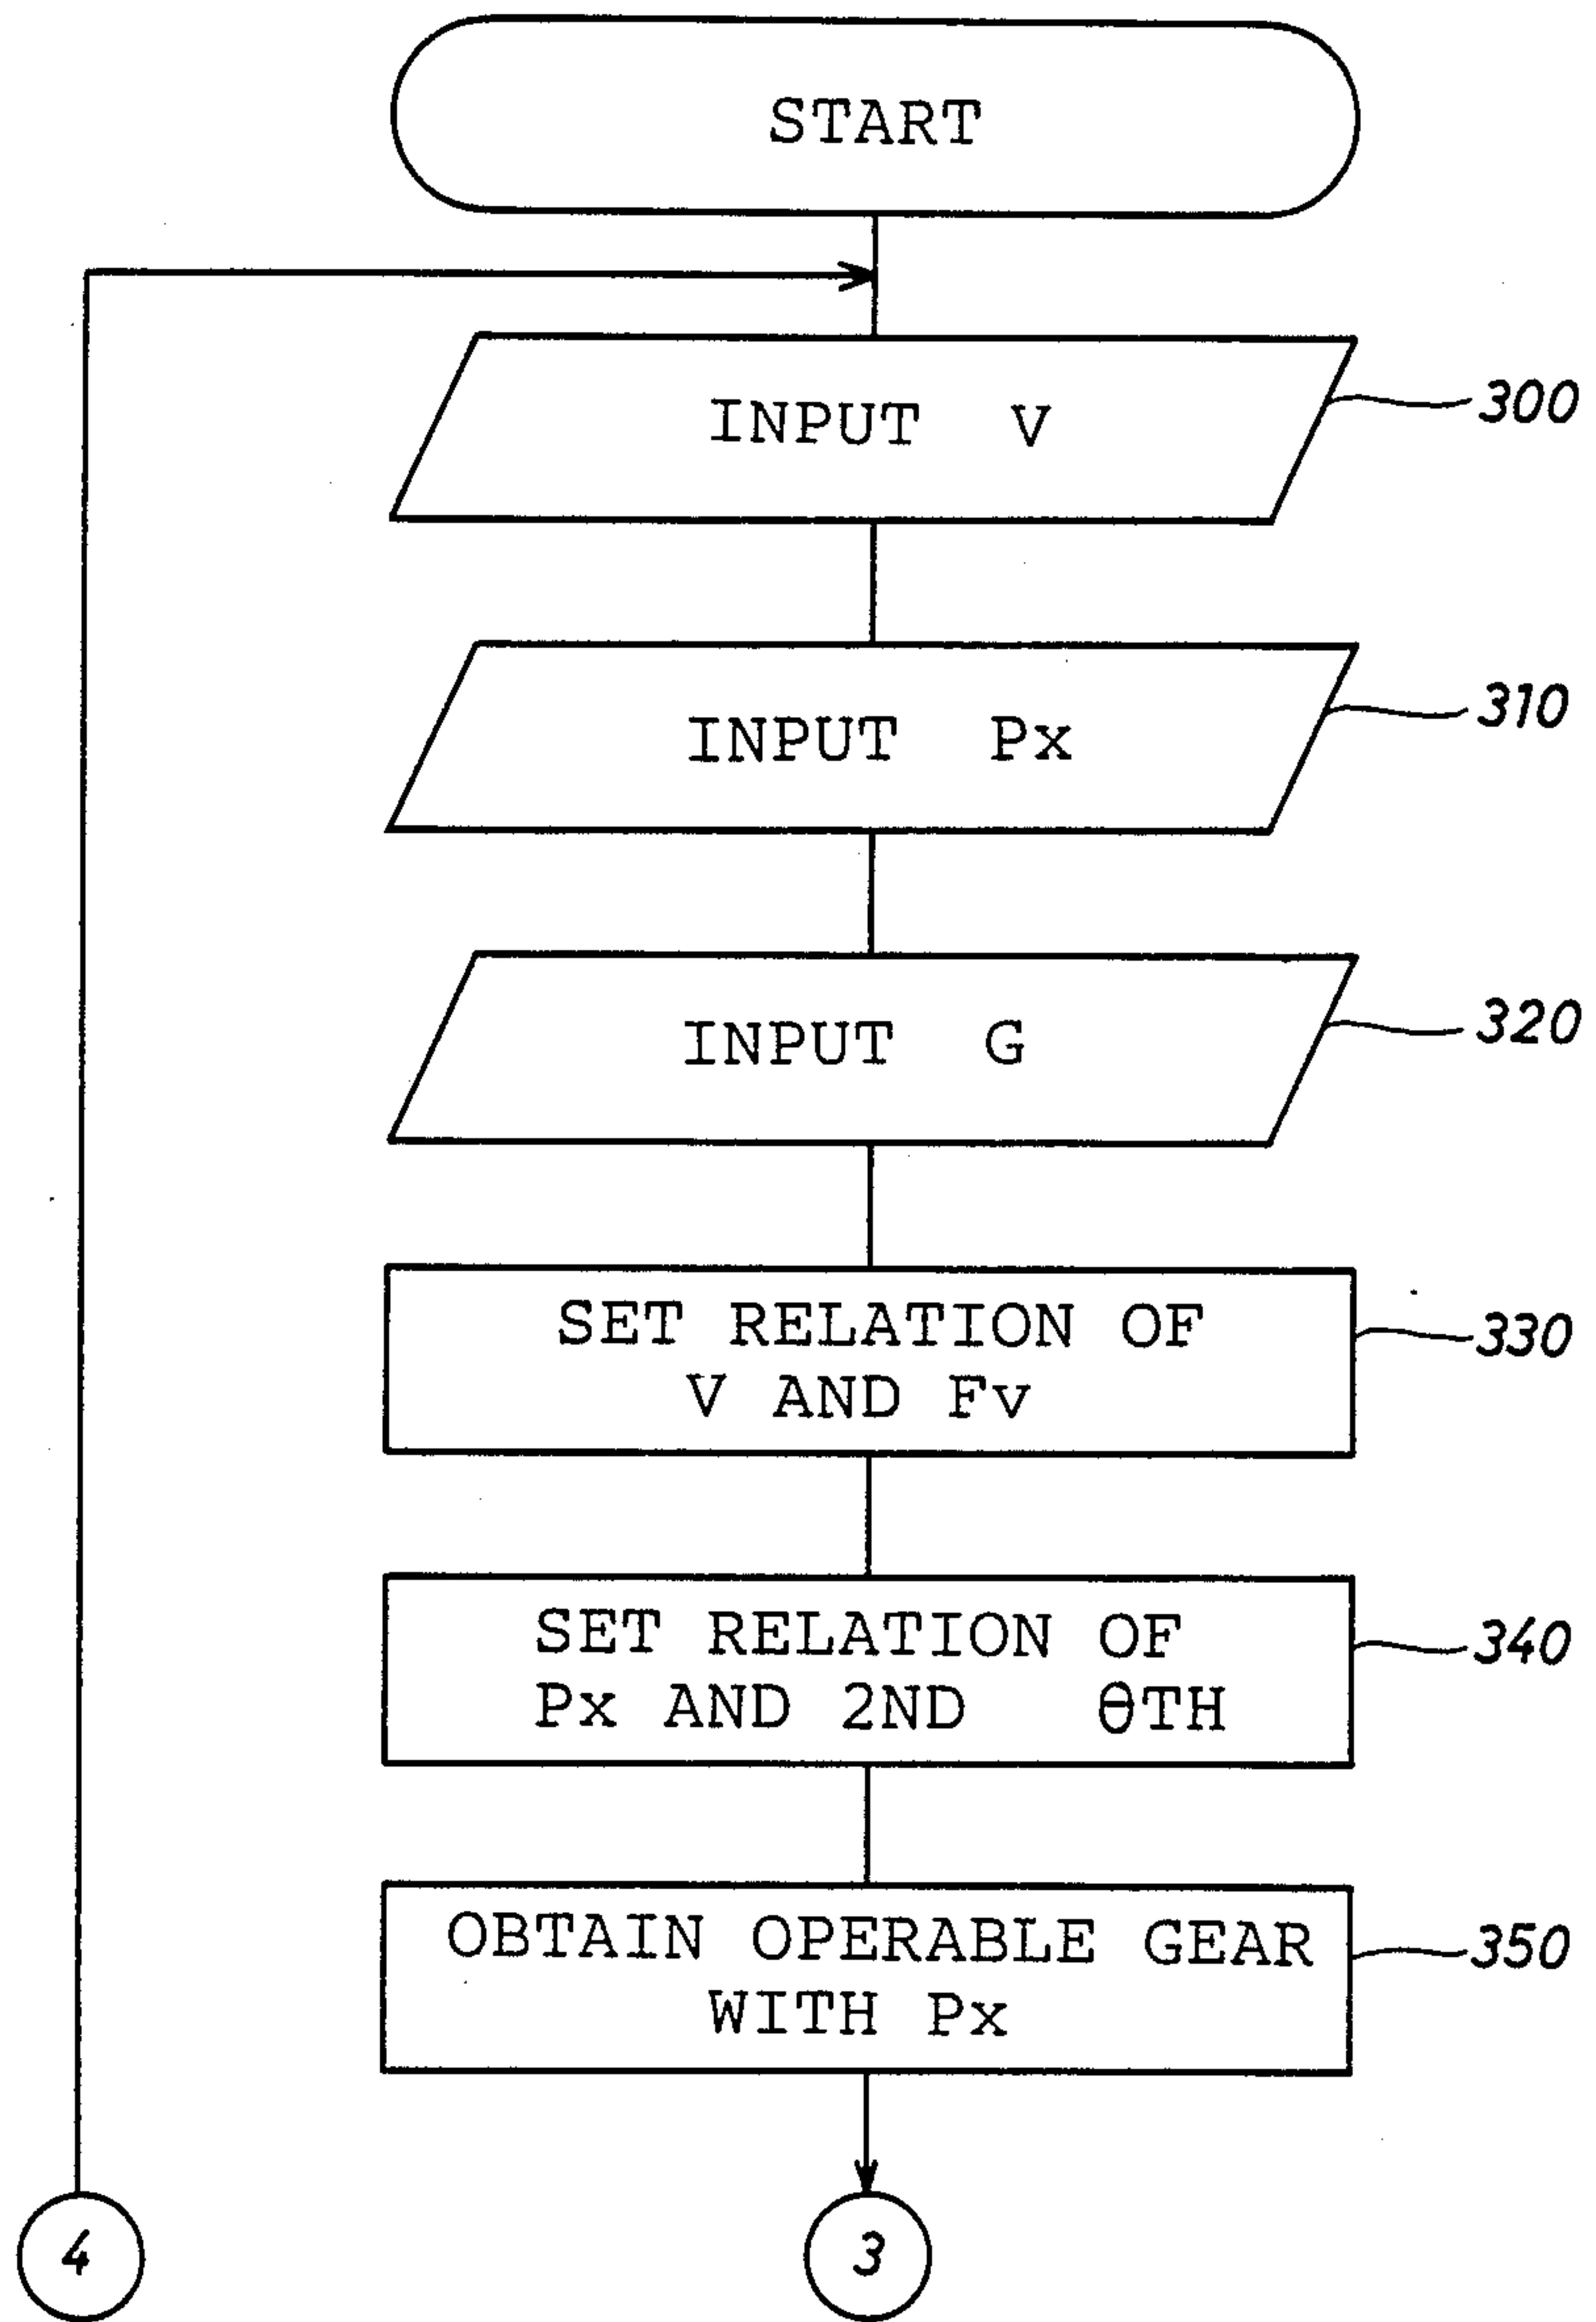 START
INPUT V
300
INPUT Px
310
INPUT G
320
SET RELATION OF
V AND Fv
330
SET RELATION OF
Px AND 2ND θTH
340
OBTAIN OPERABLE GEAR
WITH Px
350
4
3